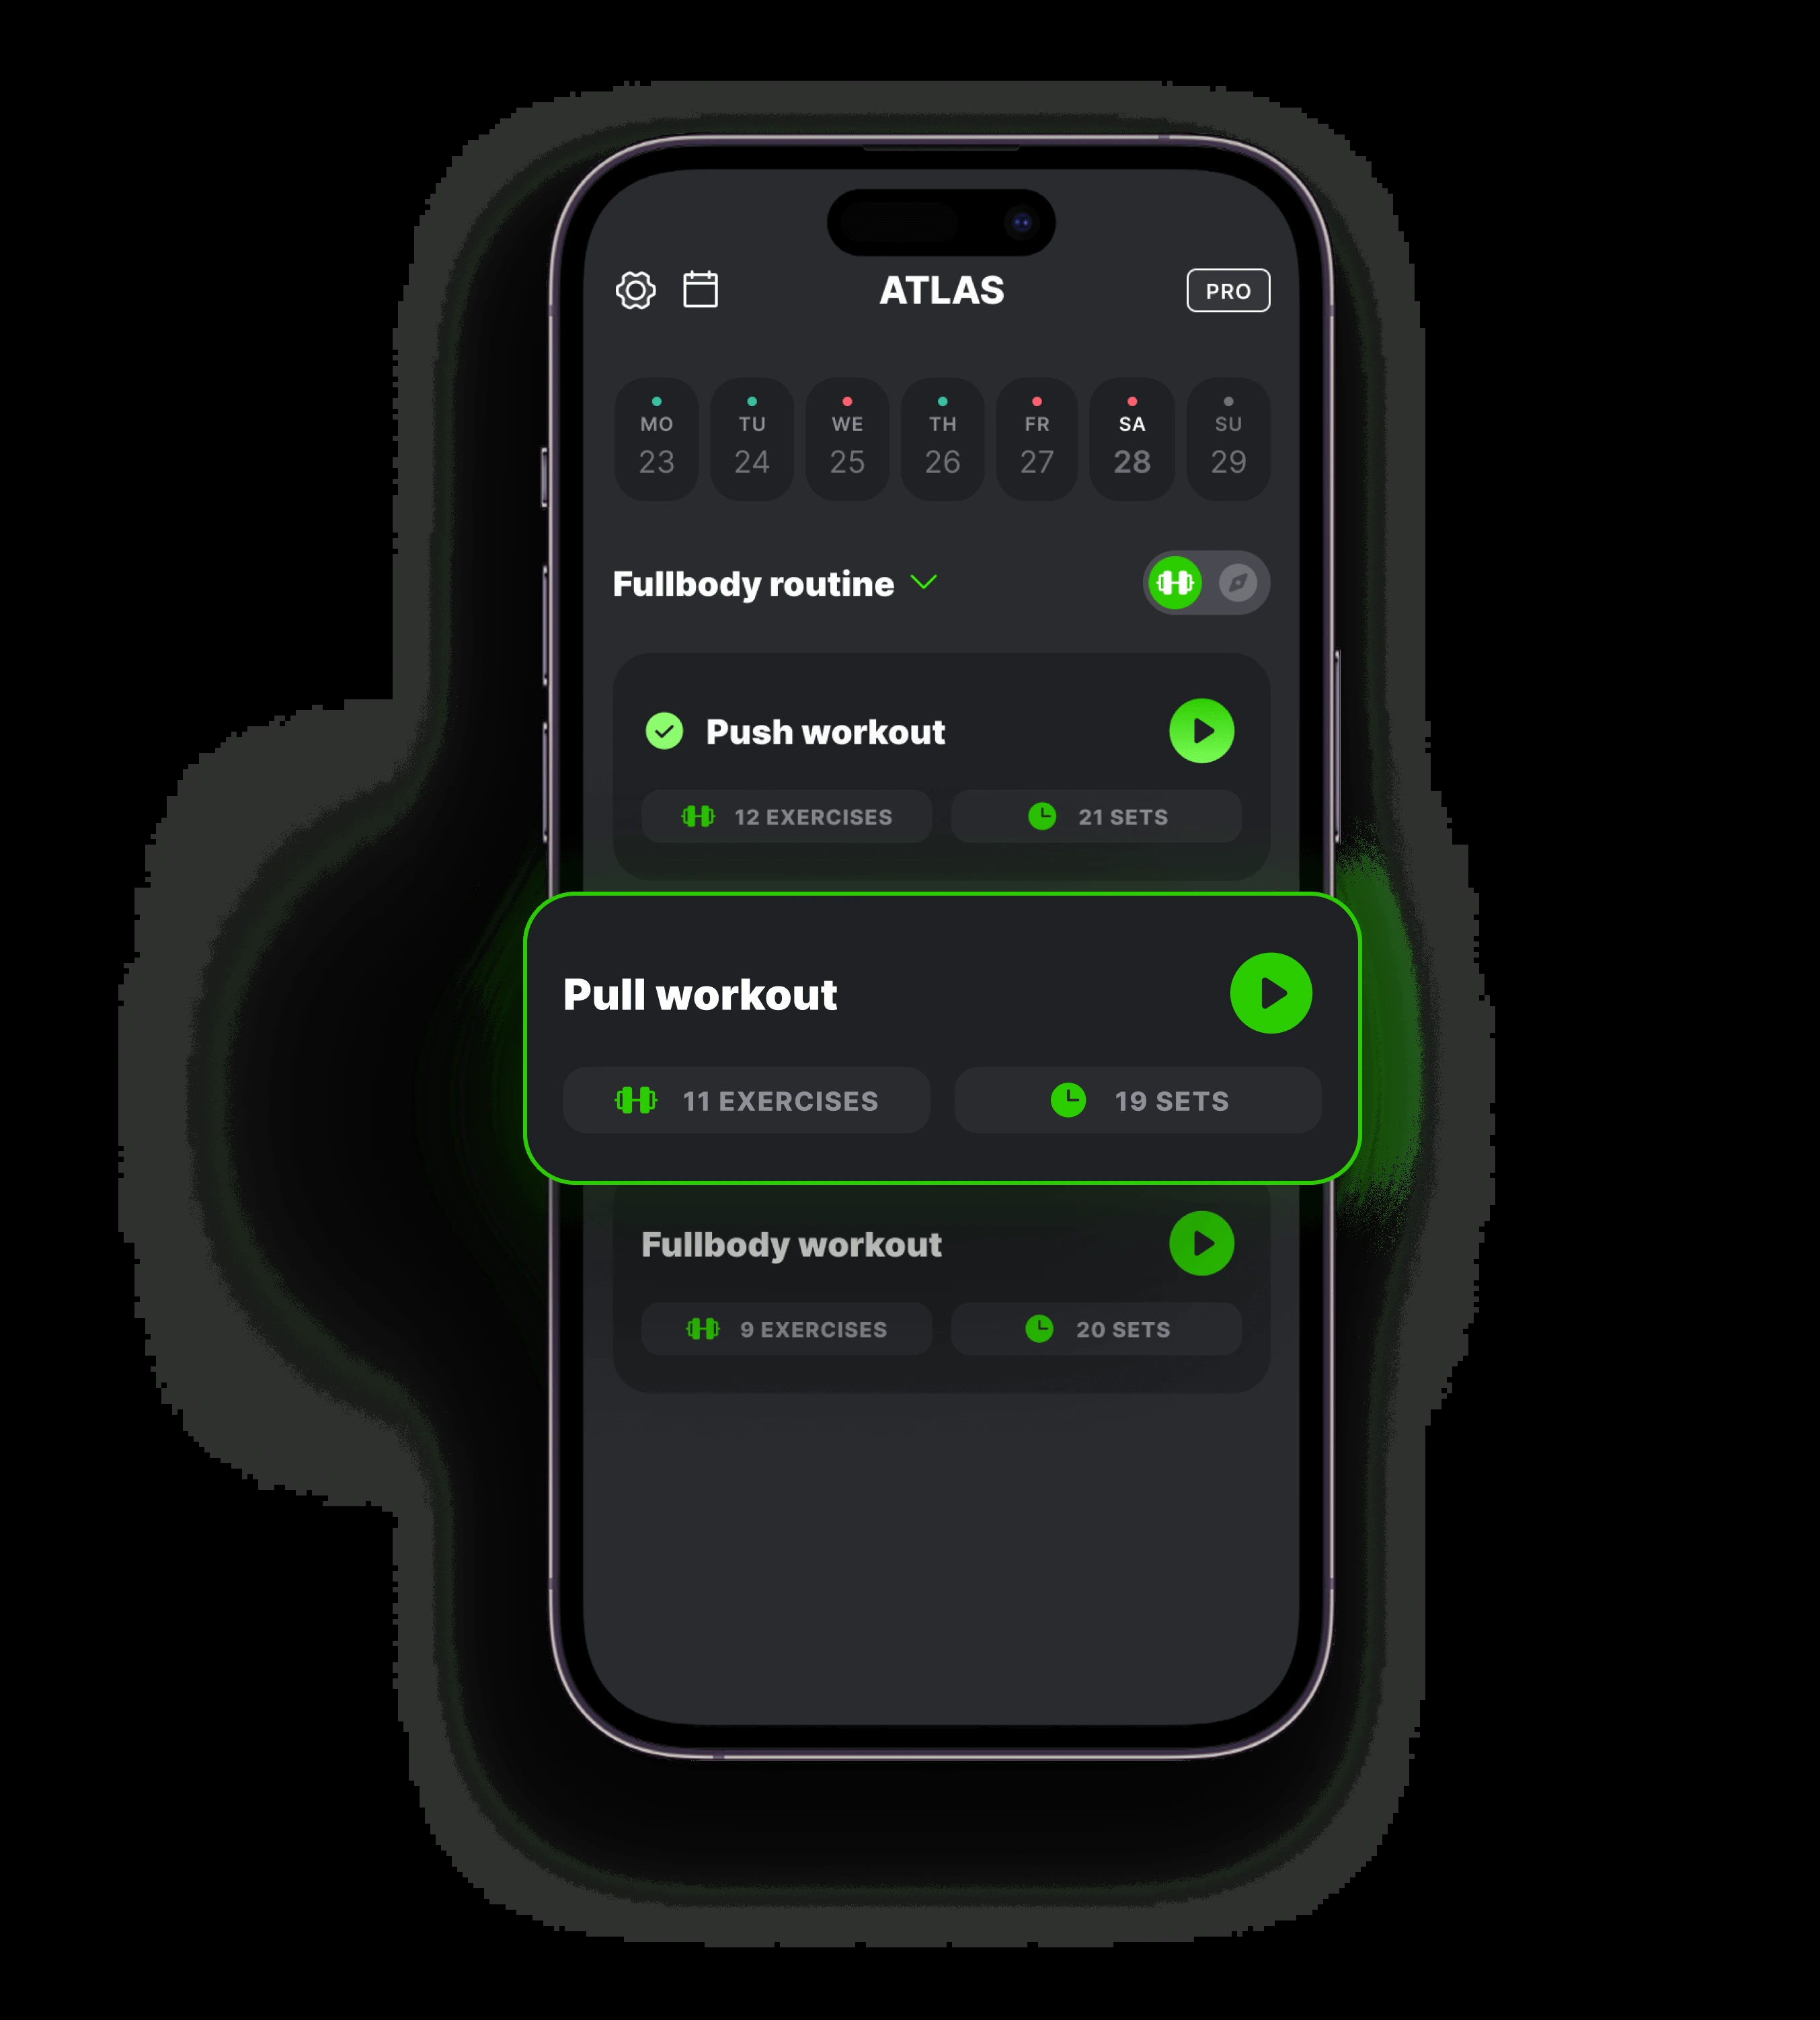 ATLAS
PRO
MO TU WE TH FR SA SU
23 24 25 26 27 28 29
Fullbody routine
Push workout
12 EXERCISES 21 SETS
Pull workout
11 EXERCISES 19 SETS
Fullbody workout
9 EXERCISES 20 SETS